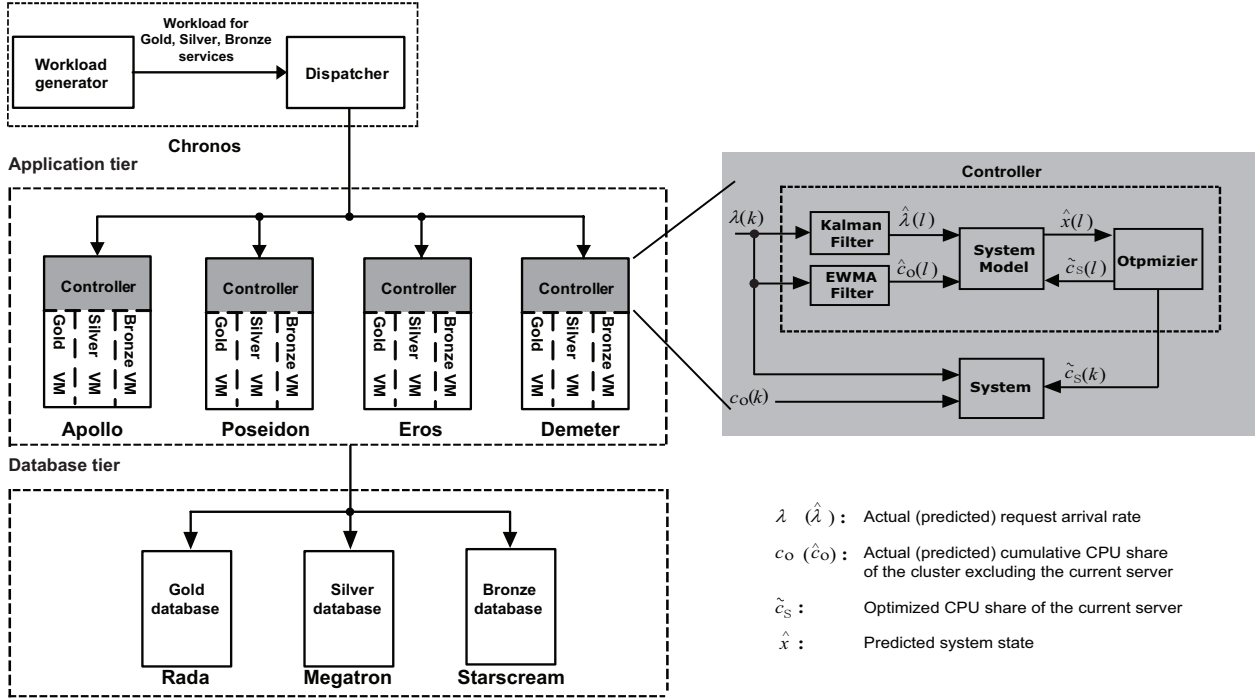 Workload for
Gold, Silver, Bronze
services
Workload
generator
Dispatcher
Chronos
Application tier
Controller
Controller
Controller
Controller
Gold VM
Silver VM
Bronze VM
Gold VM
Silver VM
Bronze VM
Gold VM
Silver VM
Bronze VM
Gold VM
Silver VM
Bronze VM
Apollo
Poseidon
Eros
Demeter
Controller
λ(k)
Kalman
Filter
λ̂(l)
System
Model
x̂(l)
Otpmizier
EWMA
Filter
ĉₒ(l)
c̃ₛ(l)
System
c̃ₛ(k)
cₒ(k)
Database tier
Gold
database
Silver
database
Bronze
database
Rada
Megatron
Starscream
λ (λ̂) : Actual (predicted) request arrival rate
cₒ (ĉₒ) : Actual (predicted) cumulative CPU share
of the cluster excluding the current server
c̃ₛ : Optimized CPU share of the current server
x̂ : Predicted system state